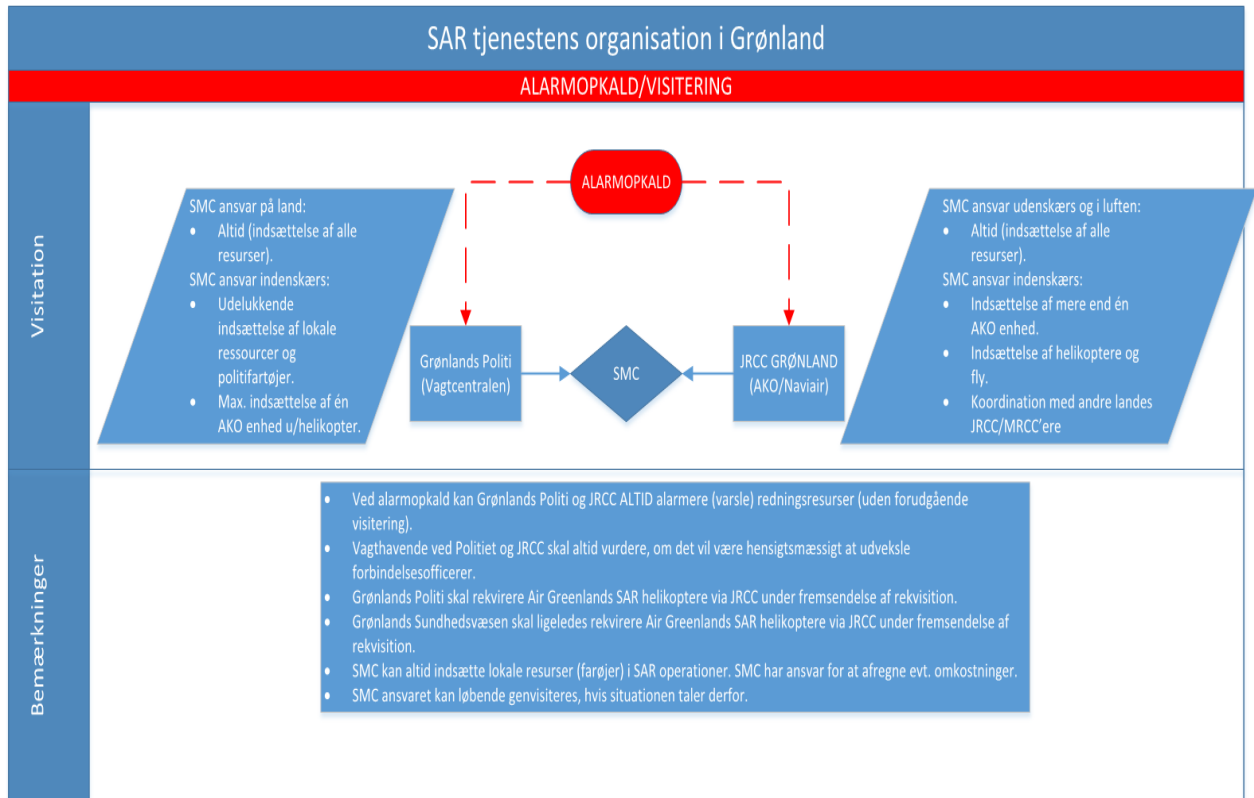 SAR tjenestens organisation i Grønland
ALARMOPKALD/VISITERING
Visitation
ALARMOPKALD
SMC ansvar på land:
• Altid (indsættelse af alle
resurser).
SMC ansvar indenskærs:
• Udelukkende
indsættelse af lokale
ressourcer og
politifartøjer.
• Max. indsættelse af én
AKO enhed u/helikopter.
Grønlands Politi
(Vagtcentralen)
SMC
JRCC GRØNLAND
(AKO/Naviair)
SMC ansvar udenskærs og i luften:
• Altid (indsættelse af alle
resurser).
SMC ansvar indenskærs:
• Indsættelse af mere end én
AKO enhed.
• Indsættelse af helikoptere og
fly.
• Koordination med andre landes
JRCC/MRCC’ere
Bemærkninger
• Ved alarmopkald kan Grønlands Politi og JRCC ALTID alarmere (varsle) redningsresurser (uden forudgående
visitering).
• Vagthavende ved Politiet og JRCC skal altid vurdere, om det vil være hensigtsmæssigt at udveksle
forbindelsesofficerer.
• Grønlands Politi skal rekvirere Air Greenlands SAR helikoptere via JRCC under fremsendelse af rekvisition.
• Grønlands Sundhedsvæsen skal ligeledes rekvirere Air Greenlands SAR helikoptere via JRCC under fremsendelse af
rekvisition.
• SMC kan altid indsætte lokale resurser (farøjer) i SAR operationer. SMC har ansvar for at afregne evt. omkostninger.
• SMC ansvaret kan løbende genvisiteres, hvis situationen taler derfor.